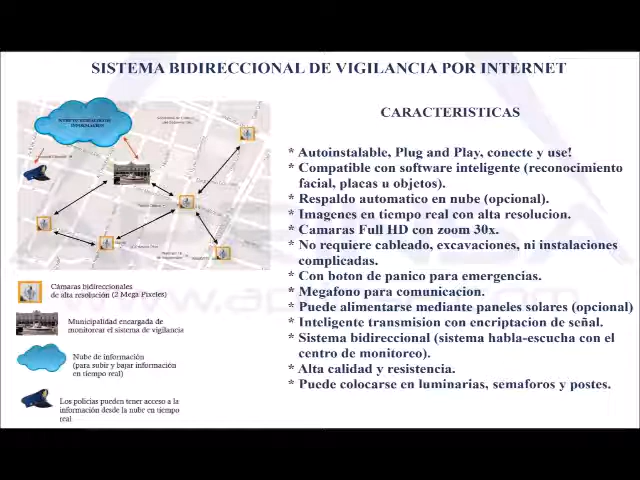 SISTEMA BIDIRECCIONAL DE VIGILANCIA POR INTERNET
CARACTERISTICAS
* Autoinstalable, Plug and Play, conecte y use!
* Compatible con software inteligente (reconocimiento
facial, placas u objetos).
* Respaldo automatico en nube (opcional).
* Imagenes en tiempo real con alta resolucion.
* Camaras Full HD con zoom 30x.
* No requiere cableado, excavaciones, ni instalaciones
complicadas.
* Con boton de panico para emergencias.
* Megafono para comunicacion.
* Puede alimentarse mediante paneles solares (opcional)
* Inteligente transmision con encriptacion de señal.
* Sistema bidireccional (sistema habla-escucha con el
centro de monitoreo).
* Alta calidad y resistencia.
* Puede colocarse en luminarias, semaforos y postes.
Cámaras bidireccionales
de alta resolución (2 Mega Pixeles)
Municipalidad encargada de
monitorear el sistema de vigilancia
Nube de información
(para subir y bajar información
en tiempo real)
Los policías pueden tener acceso a la
información desde la nube en tiempo
real